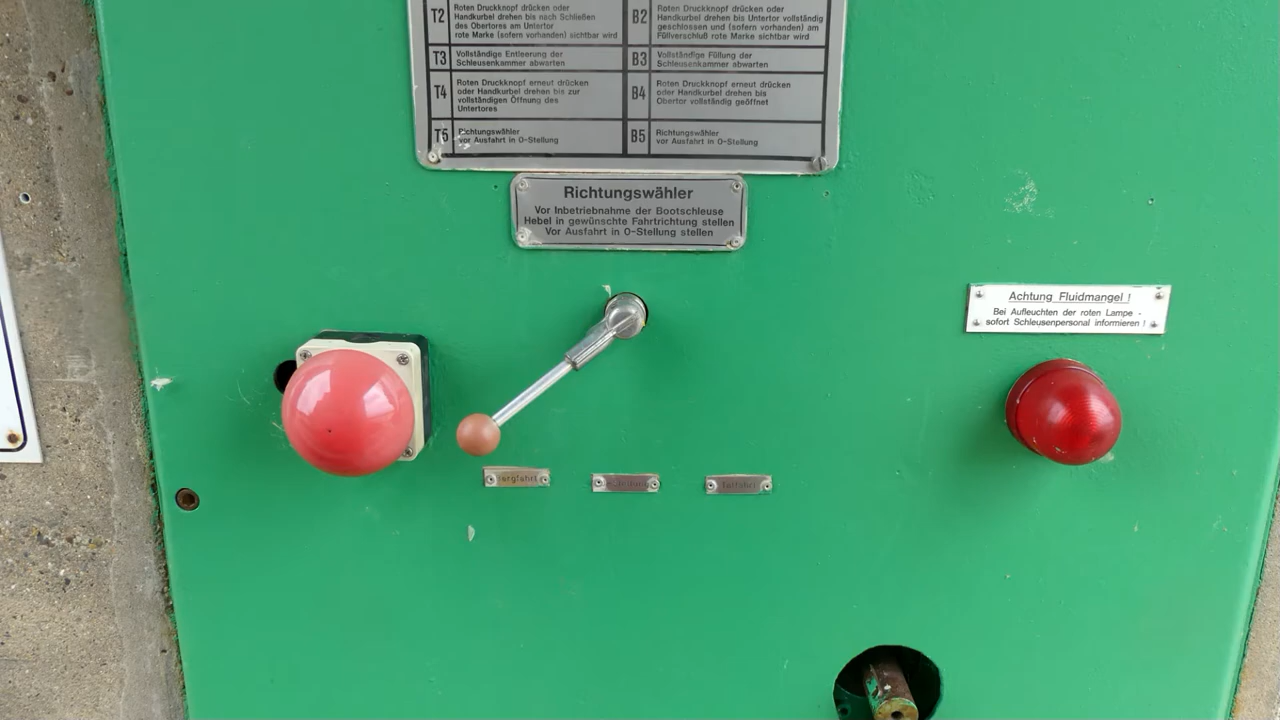 T2
Roten Druckknopf drücken oder
Handkurbel drehen bis nach Schließen
des Obertores am Untertor
rote Marke (sofern vorhanden) sichtbar wird
B2
Roten Druckknopf drücken oder
Handkurbel drehen bis Untertor vollständig
geschlossen und (sofern vorhanden) am
Füllverschluß rote Marke sichtbar wird
T3
Vollständige Entleerung der
Schleusenkammer abwarten
B3
Vollständige Füllung der
Schleusenkammer abwarten
T4
Roten Druckknopf erneut drücken
oder Handkurbel drehen bis zur
vollständigen Öffnung des
Untertores
B4
Roten Druckknopf erneut drücken
oder Handkurbel drehen bis
Obertor vollständig geöffnet
T5
Richtungswähler
vor Ausfahrt in O-Stellung
B5
Richtungswähler
vor Ausfahrt in O-Stellung
Richtungswähler
Vor Inbetriebnahme der Bootschleuse
Hebel in gewünschte Fahrtrichtung stellen
Vor Ausfahrt in O-Stellung stellen
Achtung Fluidmangel !
Bei Aufleuchten der roten Lampe -
sofort Schleusenpersonal informieren !